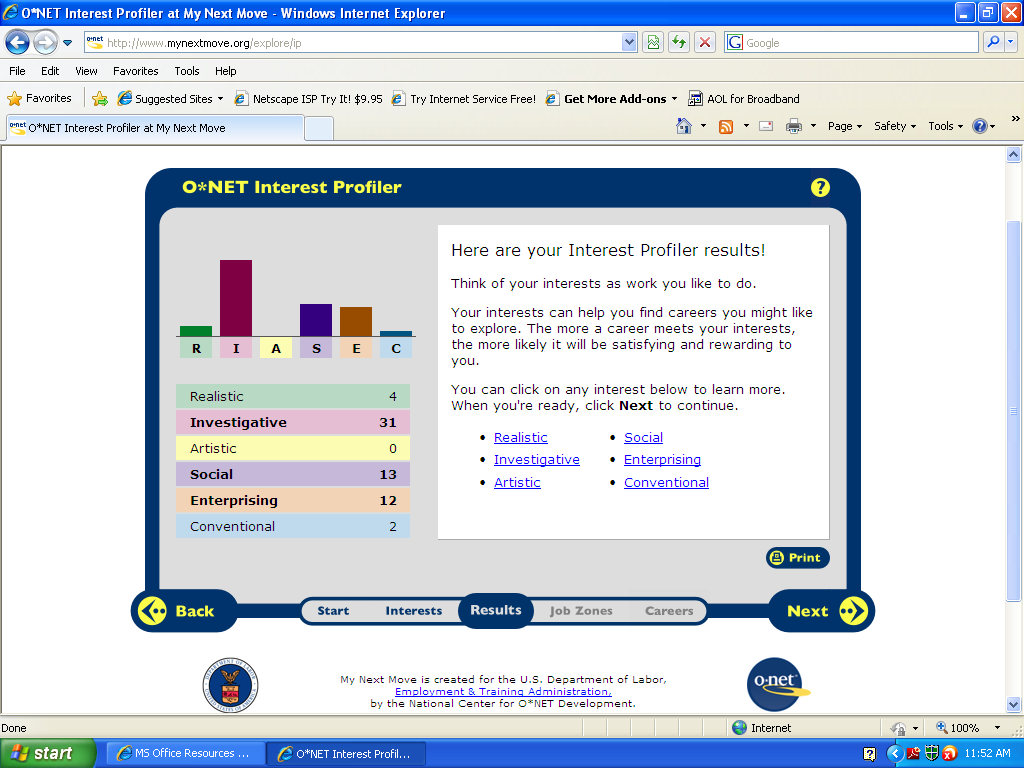 O*NET Interest Profiler at My Next Move - Windows Internet Explorer
http://www.mynextmove.org/explore/ip
Google
File Edit View Favorites Tools Help
Favorites Suggested Sites Netscape ISP Try It! $9.95 Try Internet Service Free! Get More Add-ons AOL for Broadband
O*NET Interest Profiler at My Next Move
Page Safety Tools
O*NET Interest Profiler
?
R I A S E C
Realistic 4
Investigative 31
Artistic 0
Social 13
Enterprising 12
Conventional 2
Here are your Interest Profiler results!
Think of your interests as work you like to do.
Your interests can help you find careers you might like
to explore. The more a career meets your interests,
the more likely it will be satisfying and rewarding to
you.
You can click on any interest below to learn more.
When you're ready, click Next to continue.
• Realistic
• Investigative
• Artistic
• Social
• Enterprising
• Conventional
Print
Back
Start Interests Results Job Zones Careers
Next
My Next Move is created for the U.S. Department of Labor,
Employment & Training Administration,
by the National Center for O*NET Development.
o·net
Done Internet 100%
start MS Office Resources ... O*NET Interest Profil... 11:52 AM